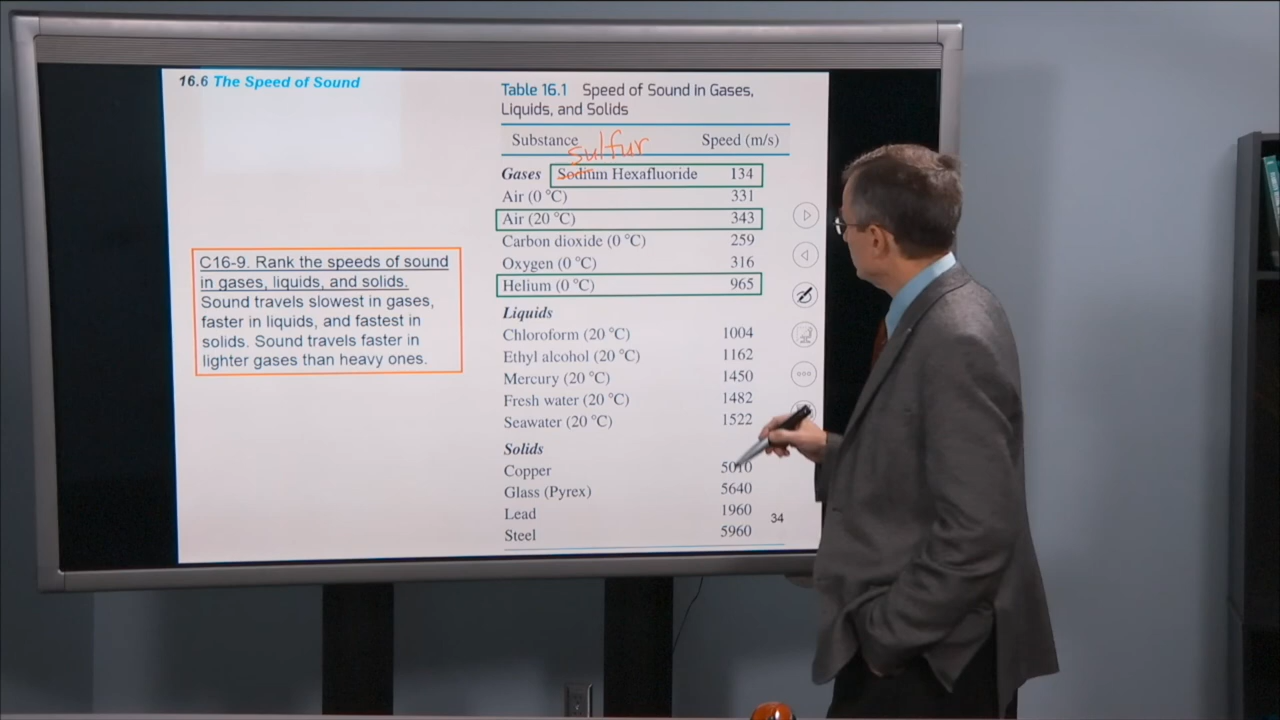 16.6 The Speed of Sound
C16-9. Rank the speeds of sound
in gases, liquids, and solids.
Sound travels slowest in gases,
faster in liquids, and fastest in
solids. Sound travels faster in
lighter gases than heavy ones.
Table 16.1 Speed of Sound in Gases,
Liquids, and Solids
Substance Speed (m/s)
sulfur
Gases Sodium Hexafluoride 134
Air (0 °C) 331
Air (20 °C) 343
Carbon dioxide (0 °C) 259
Oxygen (0 °C) 316
Helium (0 °C) 965
Liquids
Chloroform (20 °C) 1004
Ethyl alcohol (20 °C) 1162
Mercury (20 °C) 1450
Fresh water (20 °C) 1482
Seawater (20 °C) 1522
Solids
Copper 5010
Glass (Pyrex) 5640
Lead 1960
Steel 5960
34